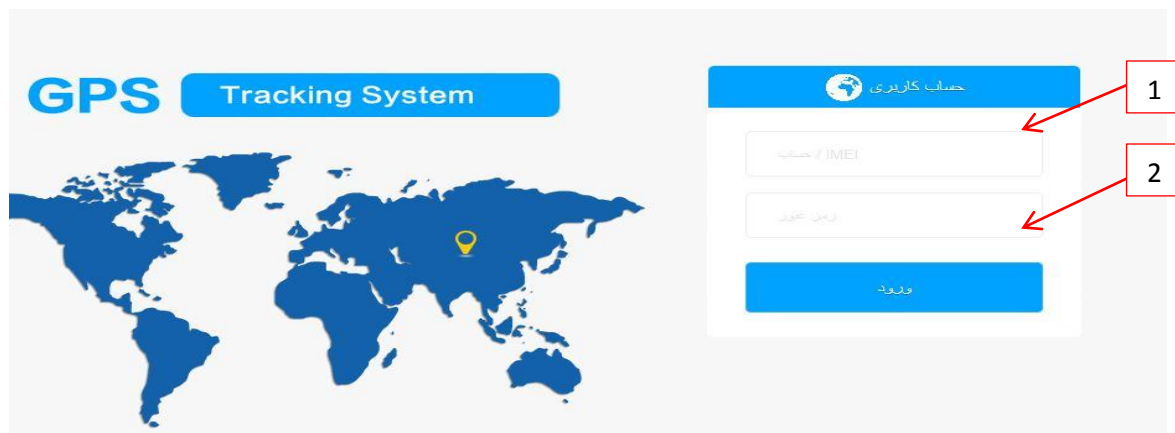 GPS Tracking System
حساب کاربری
1
حساب / IMEI
2
رمز عبور
ورود